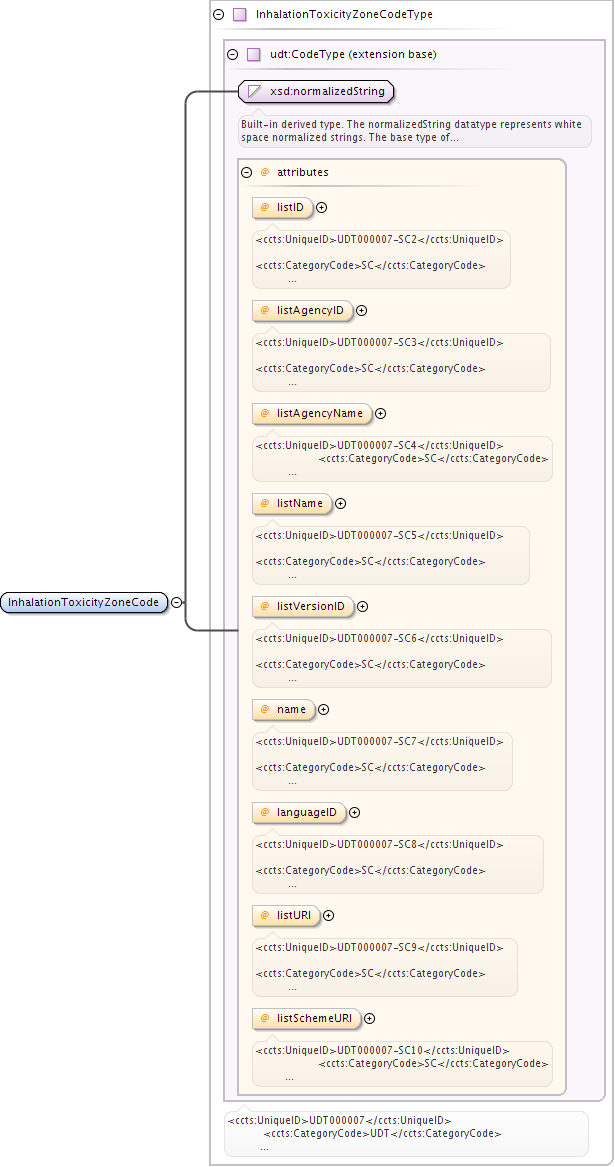 InhalationToxicityZoneCodeType
udt:CodeType (extension base)
xsd:normalizedString
Built-in derived type. The normalizedString datatype represents white
space normalized strings. The base type of...
@ attributes
@ listID
<ccts:UniqueID>UDT000007-SC2</ccts:UniqueID>
<ccts:CategoryCode>SC</ccts:CategoryCode>
...
@ listAgencyID
<ccts:UniqueID>UDT000007-SC3</ccts:UniqueID>
<ccts:CategoryCode>SC</ccts:CategoryCode>
...
@ listAgencyName
<ccts:UniqueID>UDT000007-SC4</ccts:UniqueID>
<ccts:CategoryCode>SC</ccts:CategoryCode>
...
@ listName
<ccts:UniqueID>UDT000007-SC5</ccts:UniqueID>
<ccts:CategoryCode>SC</ccts:CategoryCode>
...
InhalationToxicityZoneCode
@ listVersionID
<ccts:UniqueID>UDT000007-SC6</ccts:UniqueID>
<ccts:CategoryCode>SC</ccts:CategoryCode>
...
@ name
<ccts:UniqueID>UDT000007-SC7</ccts:UniqueID>
<ccts:CategoryCode>SC</ccts:CategoryCode>
...
@ languageID
<ccts:UniqueID>UDT000007-SC8</ccts:UniqueID>
<ccts:CategoryCode>SC</ccts:CategoryCode>
...
@ listURI
<ccts:UniqueID>UDT000007-SC9</ccts:UniqueID>
<ccts:CategoryCode>SC</ccts:CategoryCode>
...
@ listSchemeURI
<ccts:UniqueID>UDT000007-SC10</ccts:UniqueID>
<ccts:CategoryCode>SC</ccts:CategoryCode>
...
<ccts:UniqueID>UDT000007</ccts:UniqueID>
<ccts:CategoryCode>UDT</ccts:CategoryCode>
...